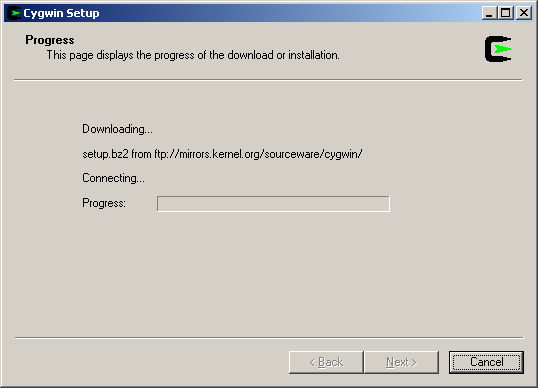 Cygwin Setup
Progress
This page displays the progress of the download or installation.
Downloading...
setup.bz2 from ftp://mirrors.kernel.org/sourceware/cygwin/
Connecting...
Progress:
< Back
Next >
Cancel